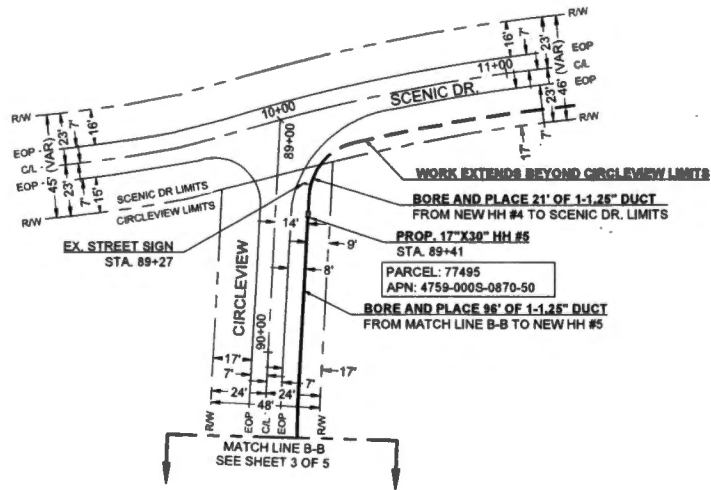 R/W
EOP
C/L
EOP
R/W
16'
7'
23'
23'
46' (VAR)
7'
17'
11+00
SCENIC DR.
10+00
89+00
R/W
EOP
C/L
EOP
R/W
45' (VAR)
23'
23'
7'
7'
16'
15'
SCENIC DR LIMITS
CIRCLEVIEW LIMITS
WORK EXTENDS BEYOND CIRCLEVIEW LIMITS
BORE AND PLACE 21' OF 1-1.25" DUCT
FROM NEW HH #4 TO SCENIC DR. LIMITS
EX. STREET SIGN
STA. 89+27
14'
9'
8'
PROP. 17"X30" HH #5
STA. 89+41
PARCEL: 77495
APN: 4759-000S-0870-50
BORE AND PLACE 96' OF 1-1.25" DUCT
FROM MATCH LINE B-B TO NEW HH #5
CIRCLEVIEW
90+00
17'
7'
7'
17'
24'
24'
48'
R/W
EOP
C/L
EOP
R/W
MATCH LINE B-B
SEE SHEET 3 OF 5